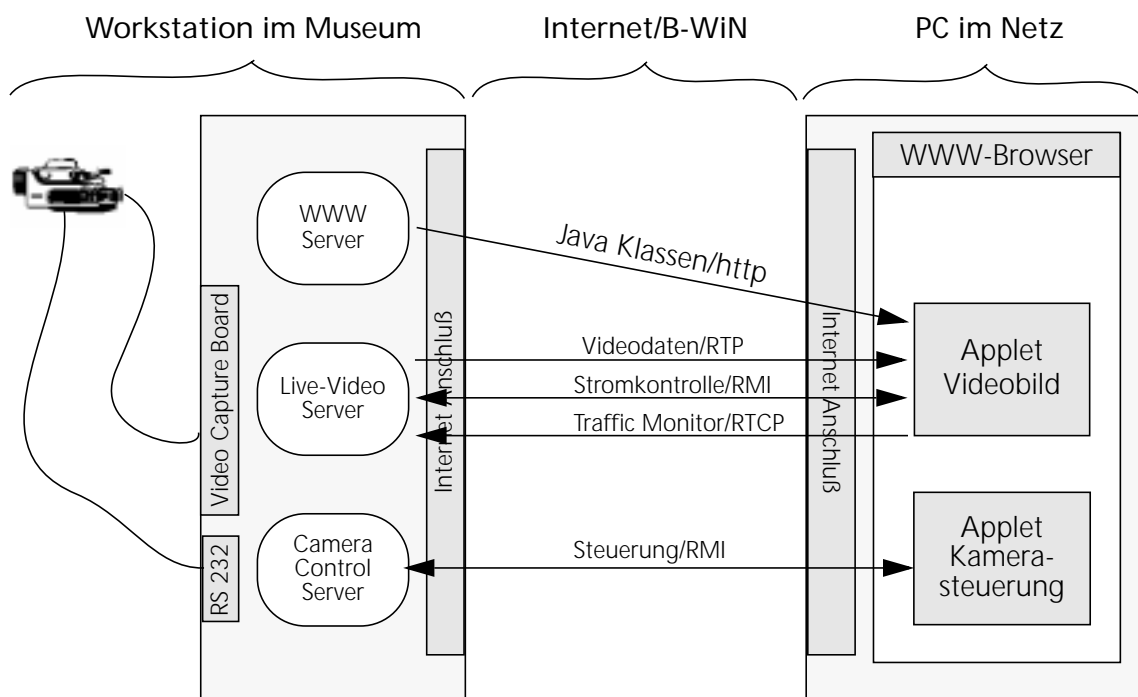 Workstation im Museum
Internet/B-WiN
PC im Netz
WWW-Browser
WWW
Server
Java Klassen/http
Video Capture Board
Internet Anschluß
Internet Anschluß
Live-Video
Server
Videodaten/RTP
Stromkontrolle/RMI
Traffic Monitor/RTCP
Applet
Videobild
RS 232
Camera
Control
Server
Steuerung/RMI
Applet
Kamera-
steuerung